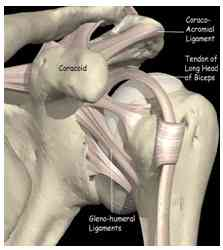 Coraco-
Acromial
Ligament
Coracoid
Tendon of
Long Head
of Biceps
Gleno-humeral
Ligaments